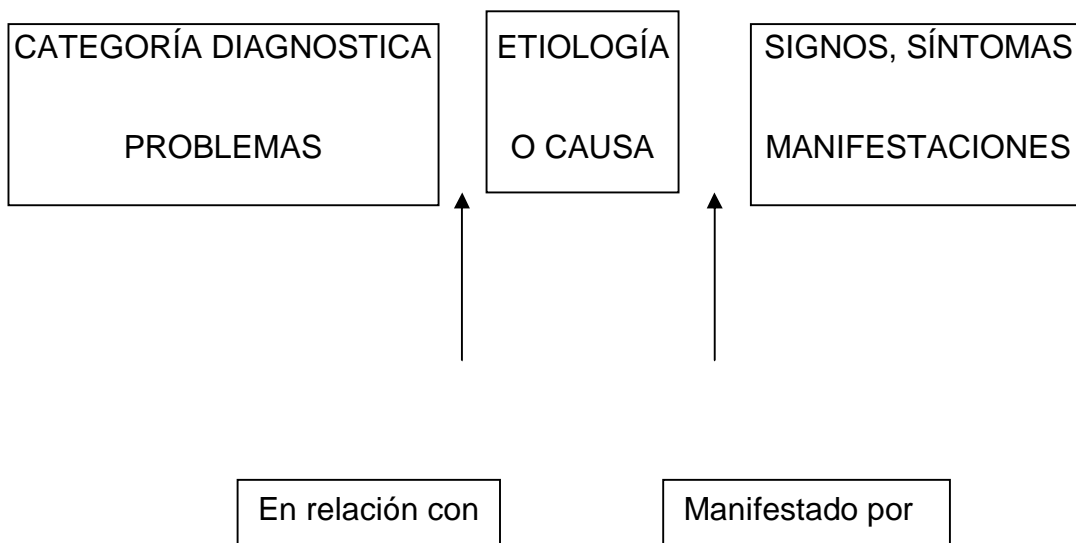 CATEGORÍA DIAGNOSTICA
PROBLEMAS
ETIOLOGÍA
O CAUSA
SIGNOS, SÍNTOMAS
MANIFESTACIONES
En relación con
Manifestado por